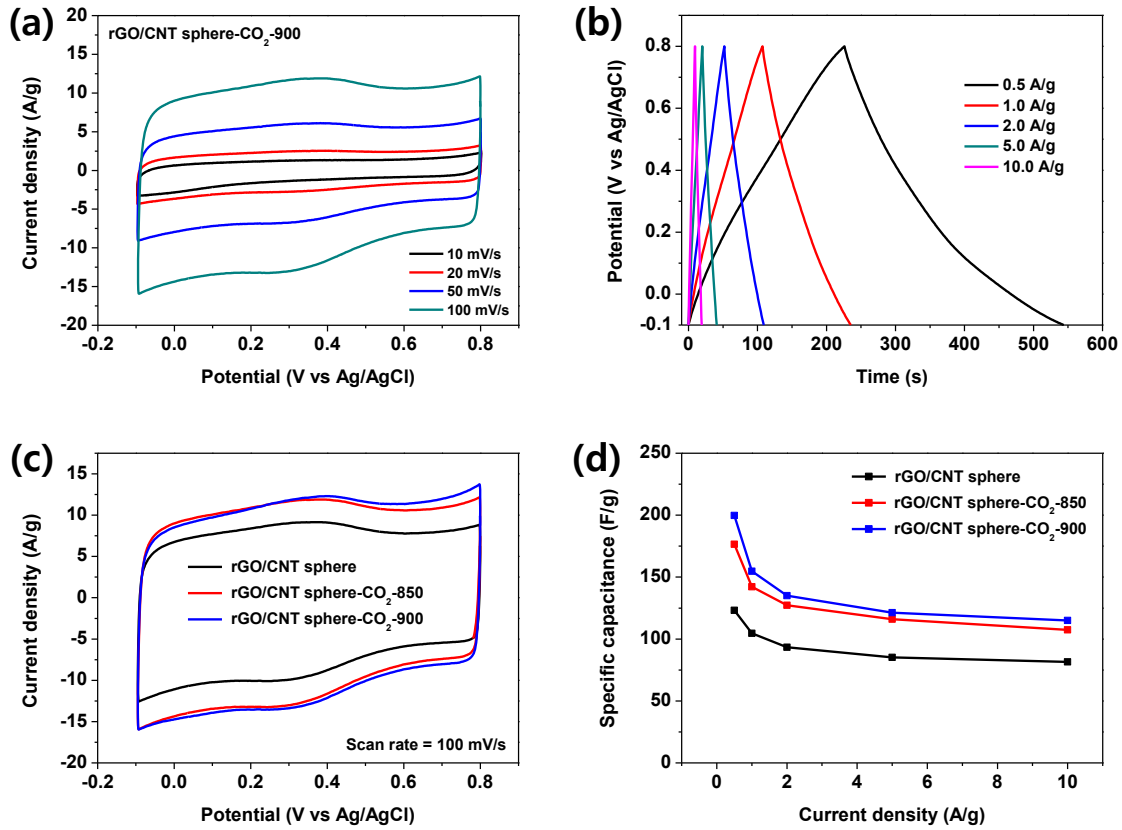 (a)
rGO/CNT sphere-CO₂-900
Current density (A/g)
20
15
10
5
0
-5
-10
-15
-20
10 mV/s
20 mV/s
50 mV/s
100 mV/s
-0.2
0.0
0.2
0.4
0.6
0.8
Potential (V vs Ag/AgCl)
(b)
Potential (V vs Ag/AgCl)
0.8
0.6
0.4
0.2
0.0
-0.1
0.5 A/g
1.0 A/g
2.0 A/g
5.0 A/g
10.0 A/g
0
100
200
300
400
500
600
Time (s)
(c)
Current density (A/g)
15
10
5
0
-5
-10
-15
-20
rGO/CNT sphere
rGO/CNT sphere-CO₂-850
rGO/CNT sphere-CO₂-900
Scan rate = 100 mV/s
-0.2
0.0
0.2
0.4
0.6
0.8
Potential (V vs Ag/AgCl)
(d)
Specific capacitance (F/g)
250
200
150
100
50
0
rGO/CNT sphere
rGO/CNT sphere-CO₂-850
rGO/CNT sphere-CO₂-900
0
2
4
6
8
10
Current density (A/g)